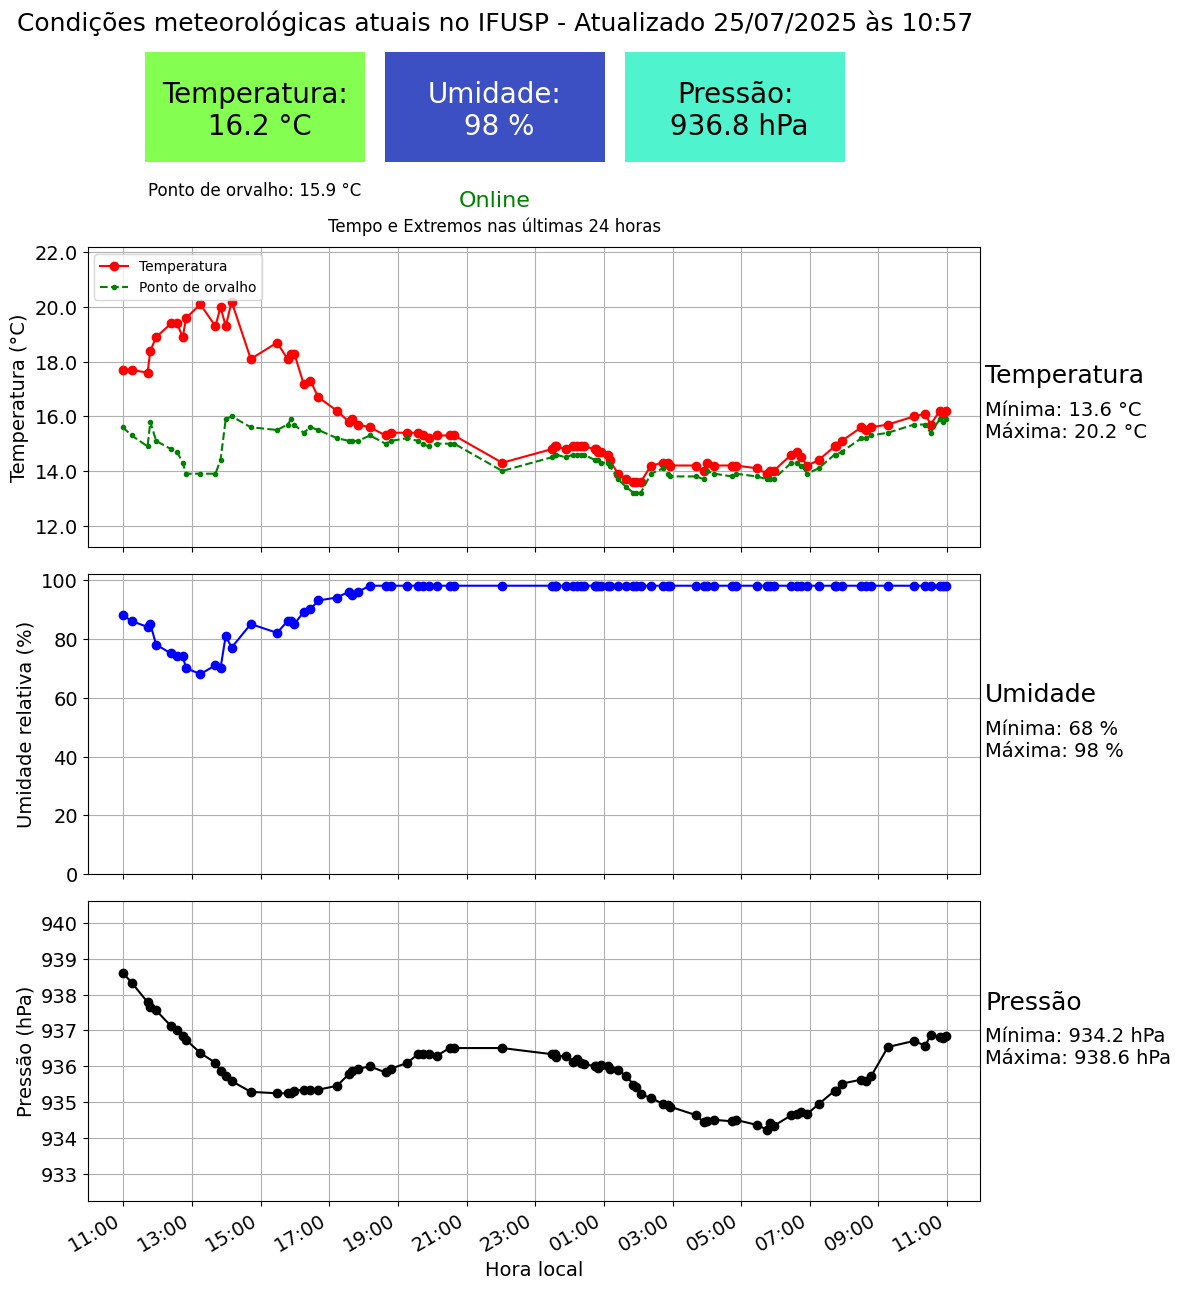 Condições meteorológicas atuais no IFUSP - Atualizado 25/07/2025 às 10:57
Temperatura:
16.2 °C
Umidade:
98 %
Pressão:
936.8 hPa
Ponto de orvalho: 15.9 °C
Online
Tempo e Extremos nas últimas 24 horas
Temperatura (°C)
22.0
20.0
18.0
16.0
14.0
12.0
Temperatura
Ponto de orvalho
Temperatura
Mínima: 13.6 °C
Máxima: 20.2 °C
Umidade relativa (%)
100
80
60
40
20
0
Umidade
Mínima: 68 %
Máxima: 98 %
Pressão (hPa)
940
939
938
937
936
935
934
933
Pressão
Mínima: 934.2 hPa
Máxima: 938.6 hPa
11:00 13:00 15:00 17:00 19:00 21:00 23:00 01:00 03:00 05:00 07:00 09:00 11:00
Hora local